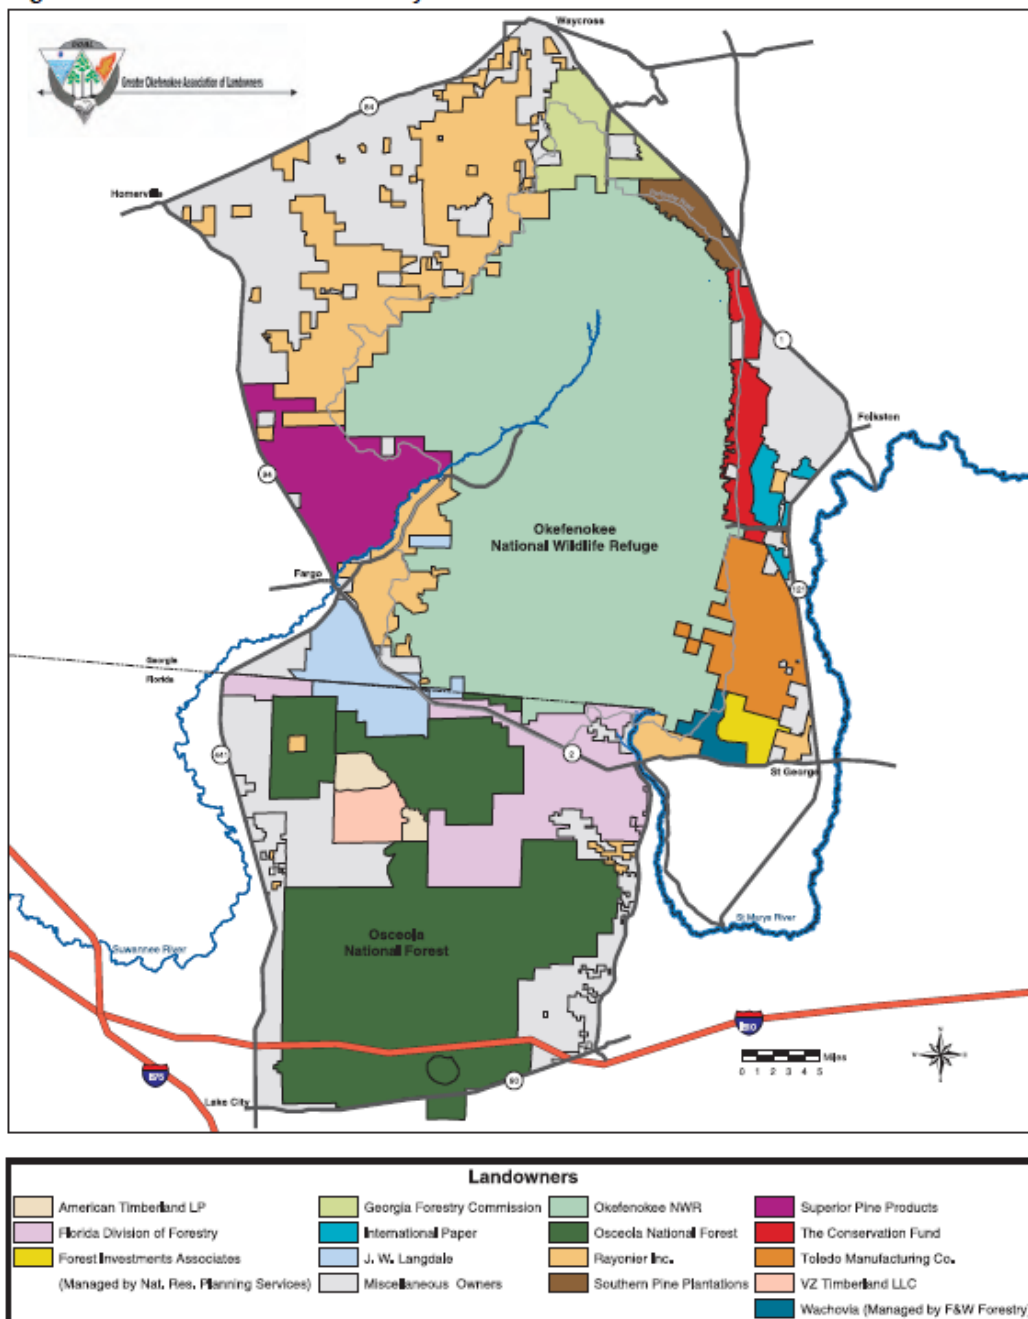 Waycross
Greater Okefenokee Association of Landowners
84
Homerville
1
Folkston
94
Okefenokee
National Wildlife Refuge
Fargo
121
Georgia
Florida
441
2
St George
St Marys River
Suwannee River
Osceola
National Forest
I10
Miles
0 1 2 3 4 5
I75
90
Lake City
Landowners
American Timberland LP
Florida Division of Forestry
Forest Investments Associates
(Managed by Nat. Res. Planning Services)
Georgia Forestry Commission
International Paper
J. W. Langdale
Miscellaneous Owners
Okefenokee NWR
Osceola National Forest
Rayonier Inc.
Southern Pine Plantations
Superior Pine Products
The Conservation Fund
Toledo Manufacturing Co.
VZ Timberland LLC
Wachovia (Managed by F&W Forestry)